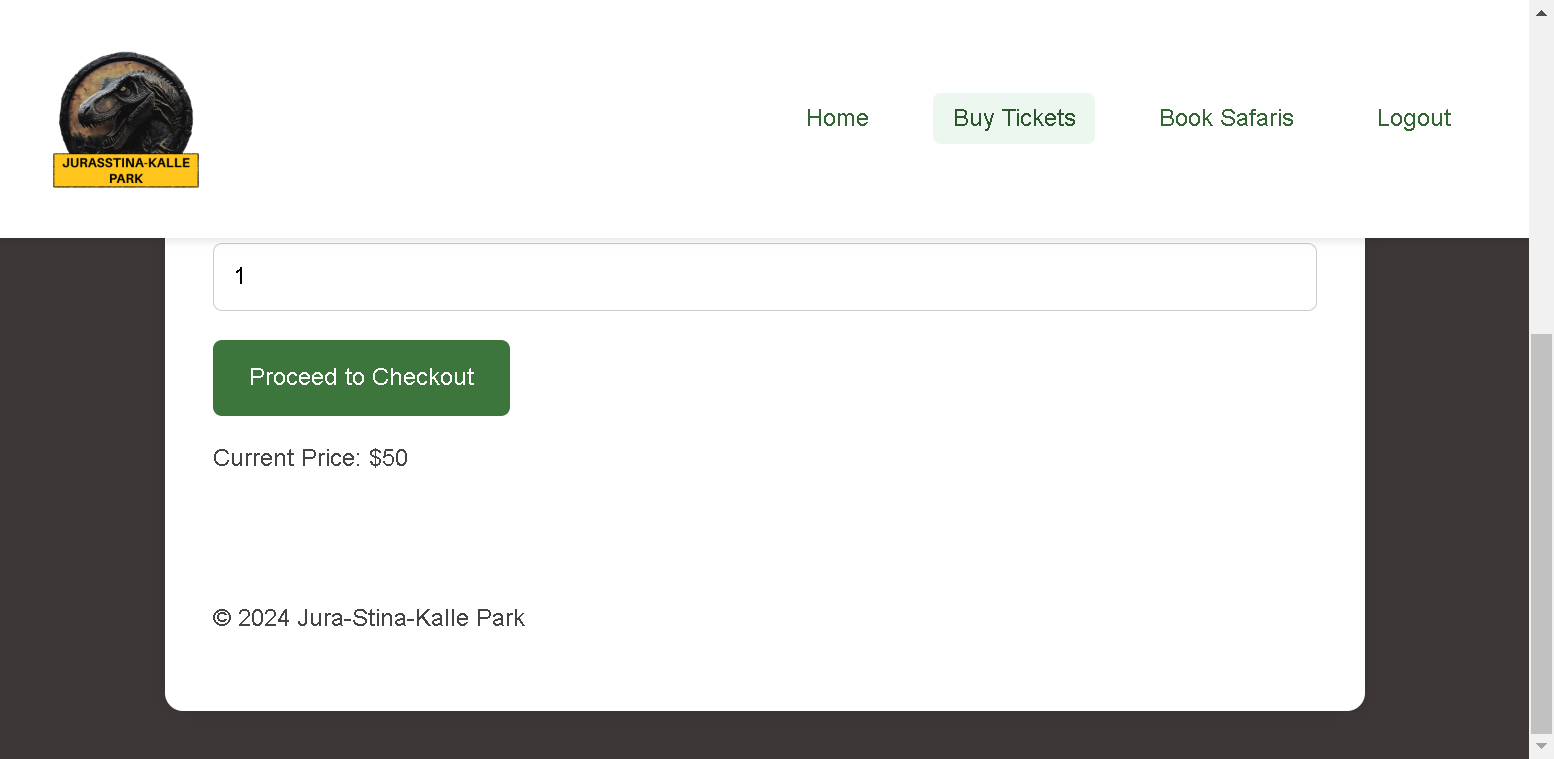 JURASSTINA-KALLE
PARK
Home Buy Tickets Book Safaris Logout
1
Proceed to Checkout
Current Price: $50
© 2024 Jura-Stina-Kalle Park